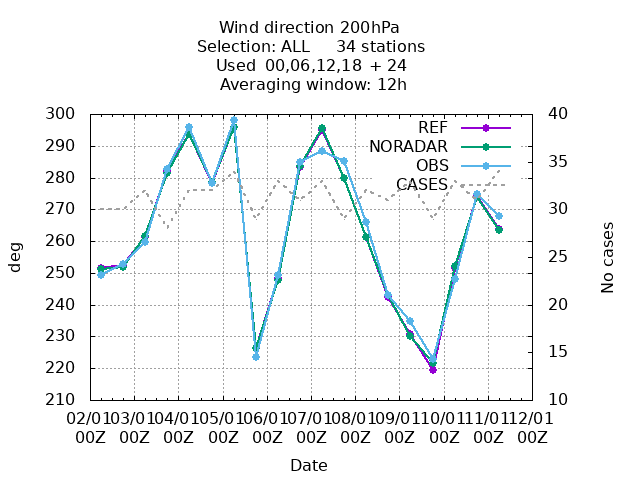 Wind direction 200hPa
Selection: ALL 34 stations
Used 00,06,12,18 + 24
Averaging window: 12h
300 40
REF
NORADAR
OBS
CASES
290
280 35
270 30
260
250 25
240
230 20
220 15
210 10
deg
No cases
02/01 03/01 04/01 05/01 06/01 07/01 08/01 09/01 10/01 11/01 12/01
00Z 00Z 00Z 00Z 00Z 00Z 00Z 00Z 00Z 00Z 00Z
Date